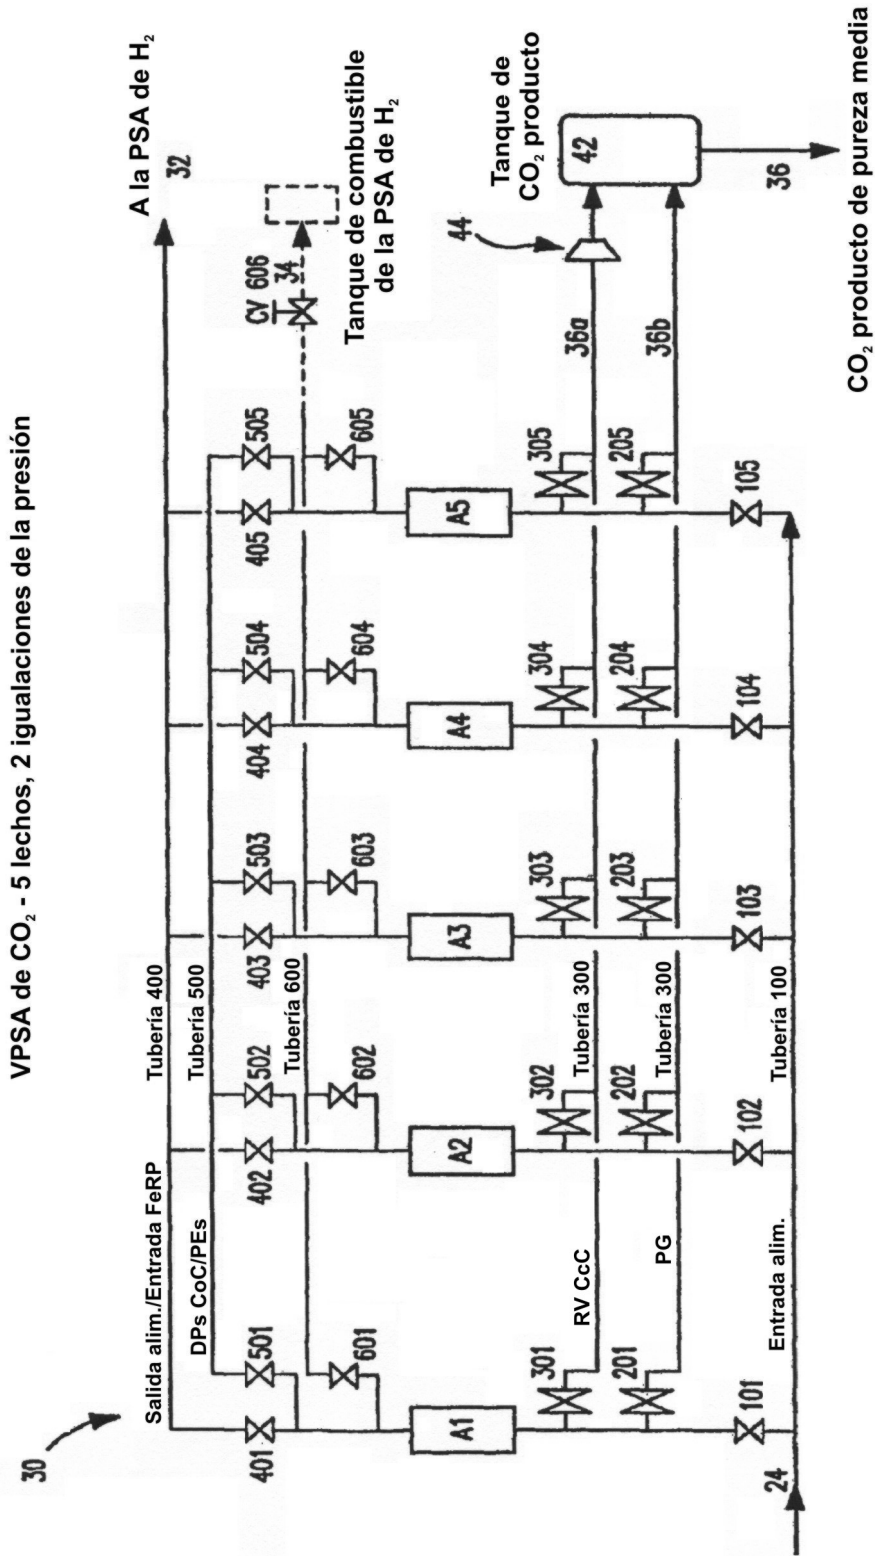 VPSA de CO₂ - 5 lechos, 2 igualaciones de la presión
30
A la PSA de H₂
32
Salida alim./Entrada FeRP
Tubería 400
DPs CoC/PEs
Tubería 500
401
501
402
502
403
503
404
504
405
505
Tubería 600
CV 606
34
Tanque de combustible
de la PSA de H₂
601
602
603
604
605
A1
A2
A3
A4
A5
Tanque de
CO₂ producto
44
42
301
302
303
304
305
RV CcC
Tubería 300
36a
201
202
203
204
205
PG
Tubería 300
36b
36
101
102
103
104
105
24
Entrada alim.
Tubería 100
CO₂ producto de pureza media